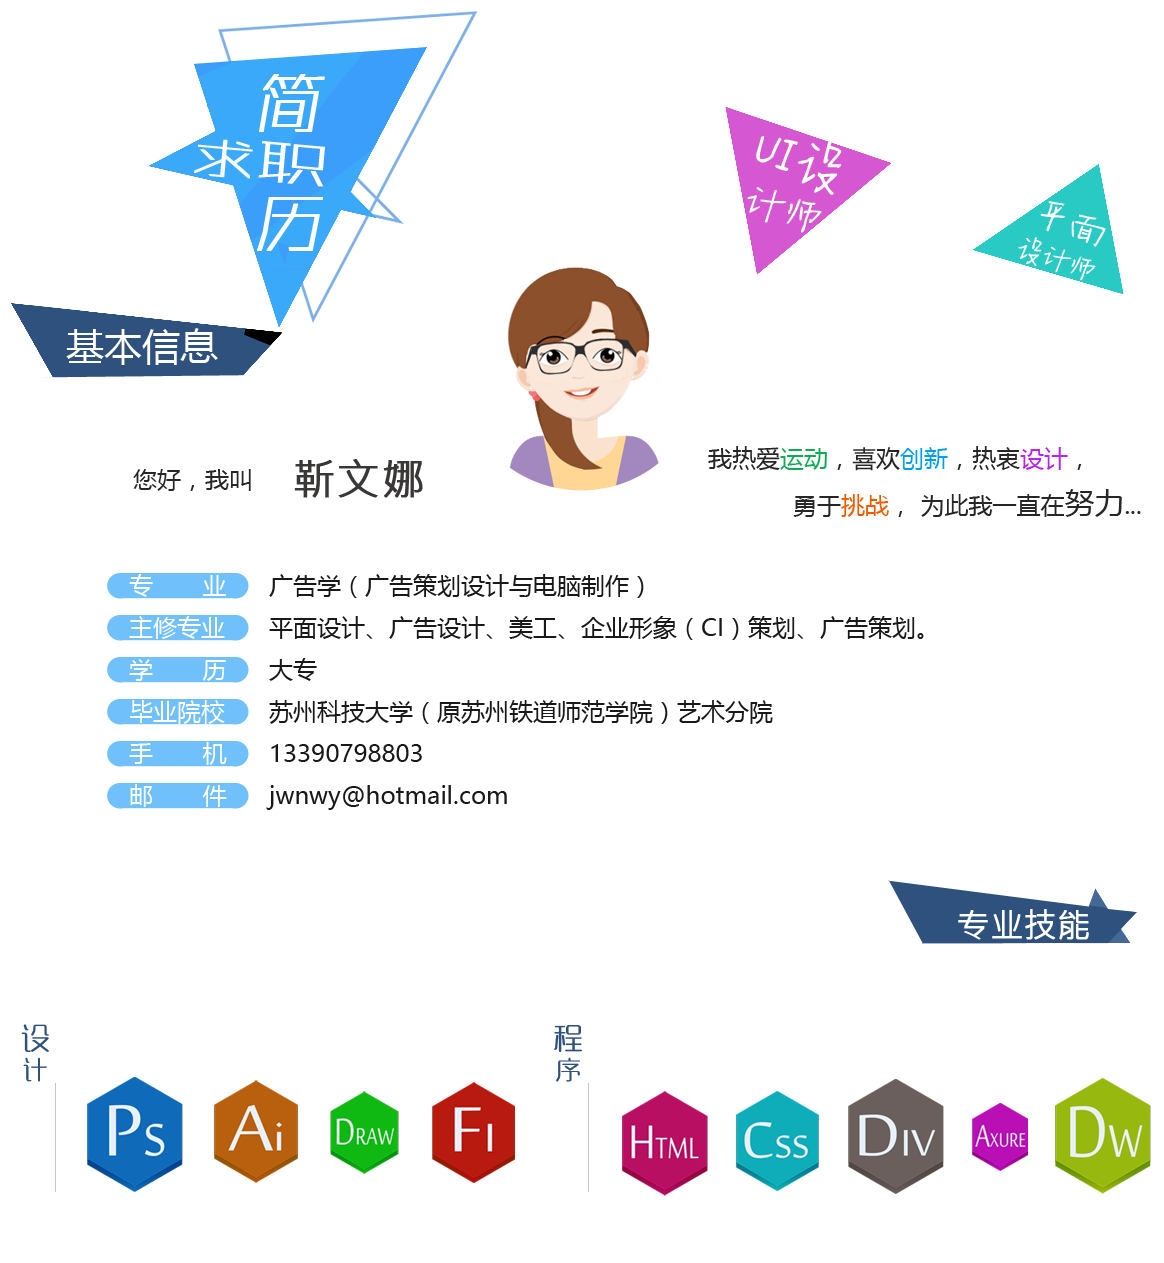 简
求职
历
UI设
计师
平面
设计师
基本信息
您好，我叫 靳文娜
我热爱运动，喜欢创新，热衷设计，
勇于挑战， 为此我一直在努力...
专 业 广告学（广告策划设计与电脑制作）
主修专业 平面设计、广告设计、美工、企业形象（CI）策划、广告策划。
学 历 大专
毕业院校 苏州科技大学（原苏州铁道师范学院）艺术分院
手 机 13390798803
邮 件 jwnwy@hotmail.com
专业技能
设
计
PS
Ai
DRAW
FI
程
序
HTML
CSS
DIV
AXURE
DW